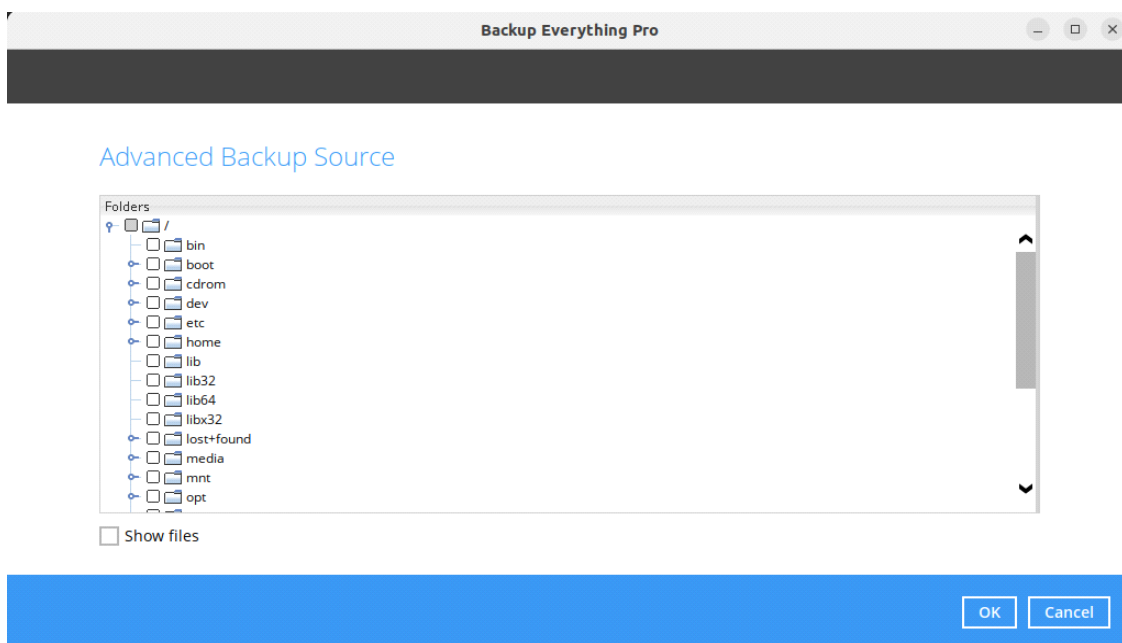 Backup Everything Pro
Advanced Backup Source
Folders
/
bin
boot
cdrom
dev
etc
home
lib
lib32
lib64
libx32
lost+found
media
mnt
opt
Show files
OK
Cancel